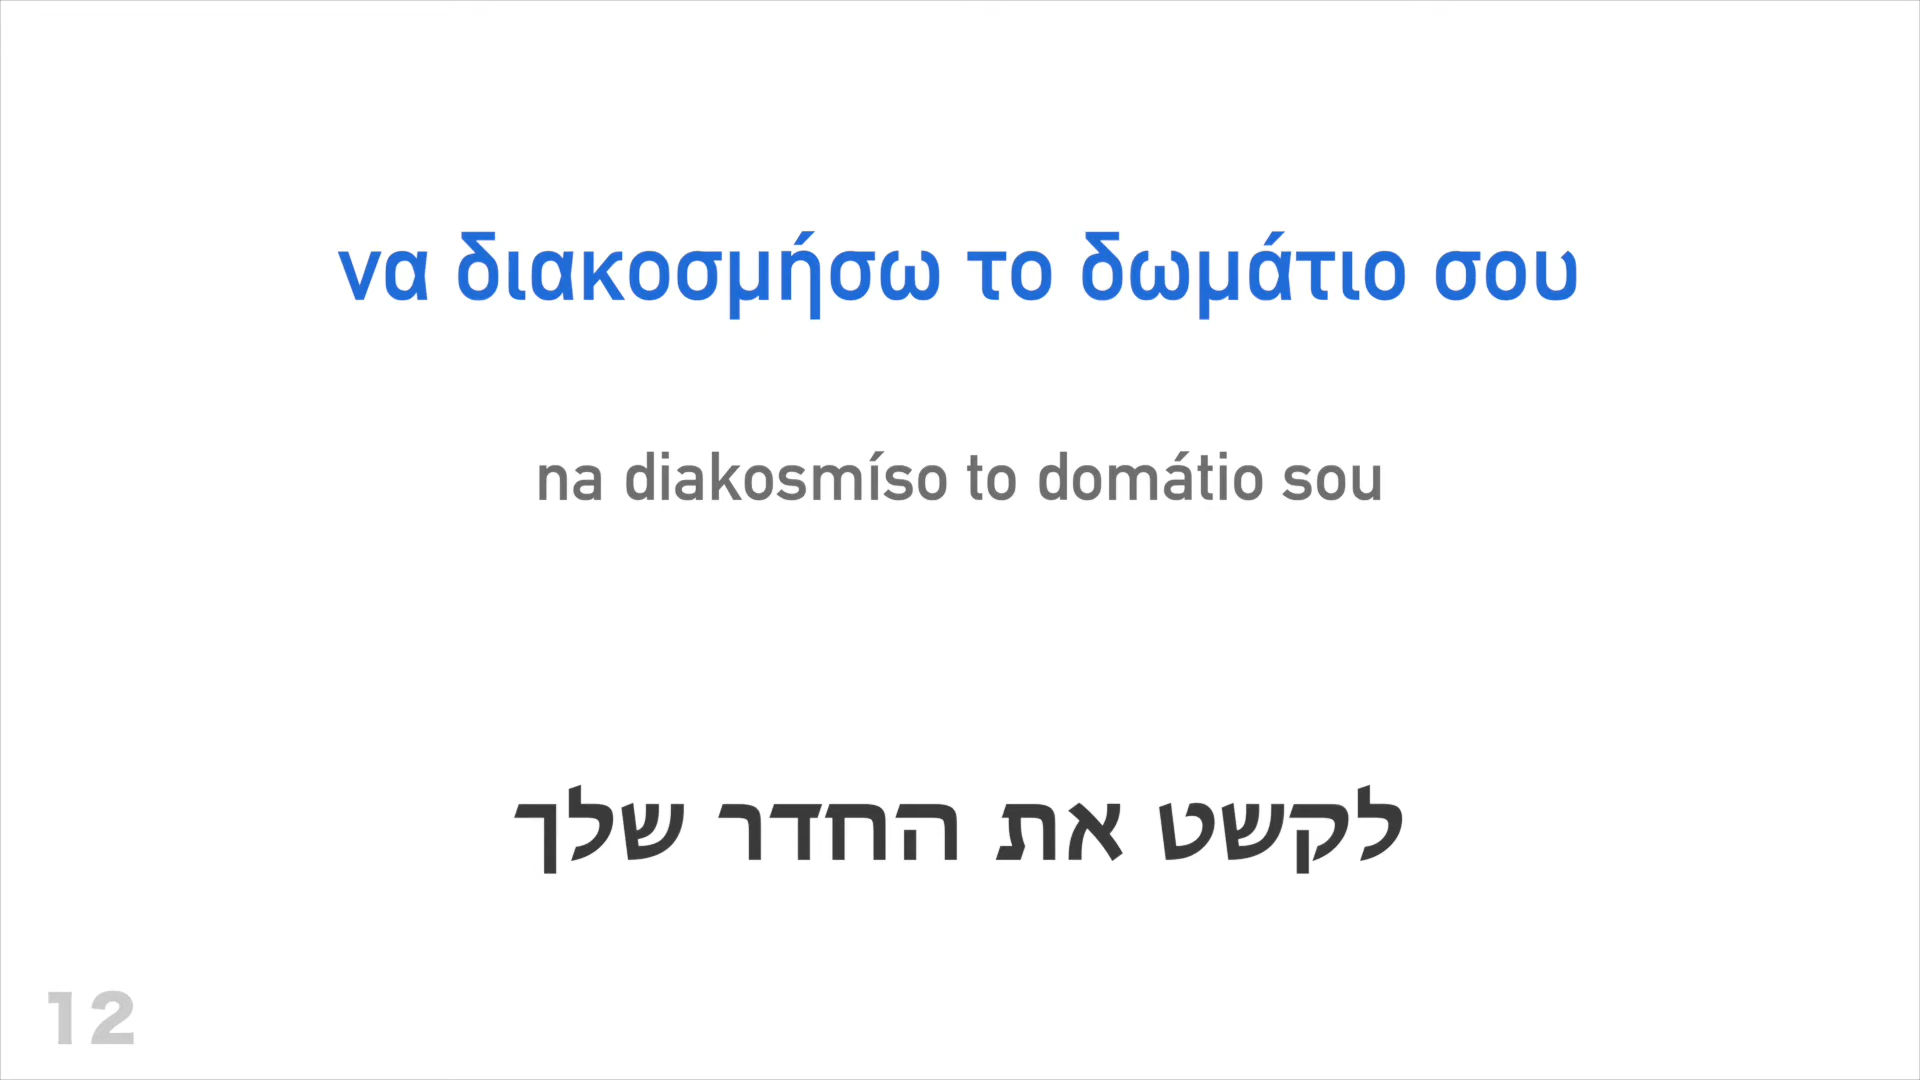 να διακοσμήσω το δωμάτιο σου
na diakosmíso to domátio sou
לקשט את החדר שלך
12